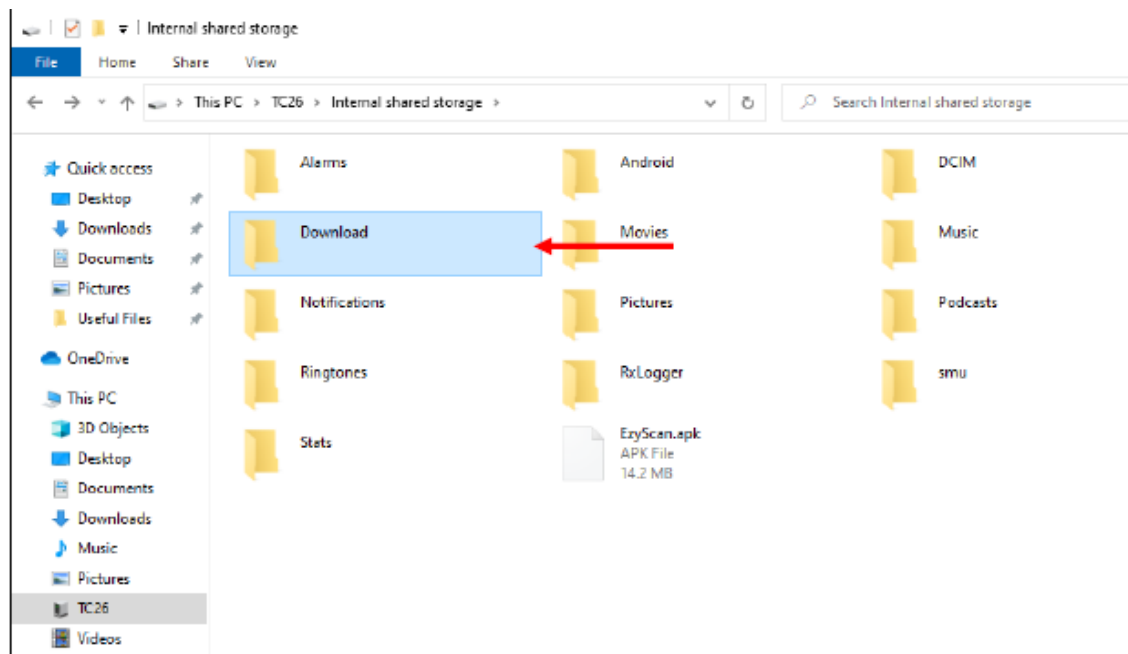 Internal shared storage
File Home Share View
This PC > TC26 > Internal shared storage >
Search Internal shared storage
Quick access
Desktop
Downloads
Documents
Pictures
Useful Files
OneDrive
This PC
3D Objects
Desktop
Documents
Downloads
Music
Pictures
TC26
Videos
Alarms Android DCIM
Download Movies Music
Notifications Pictures Podcasts
Ringtones RxLogger smu
Stats EzyScan.apk
APK File
14.2 MB